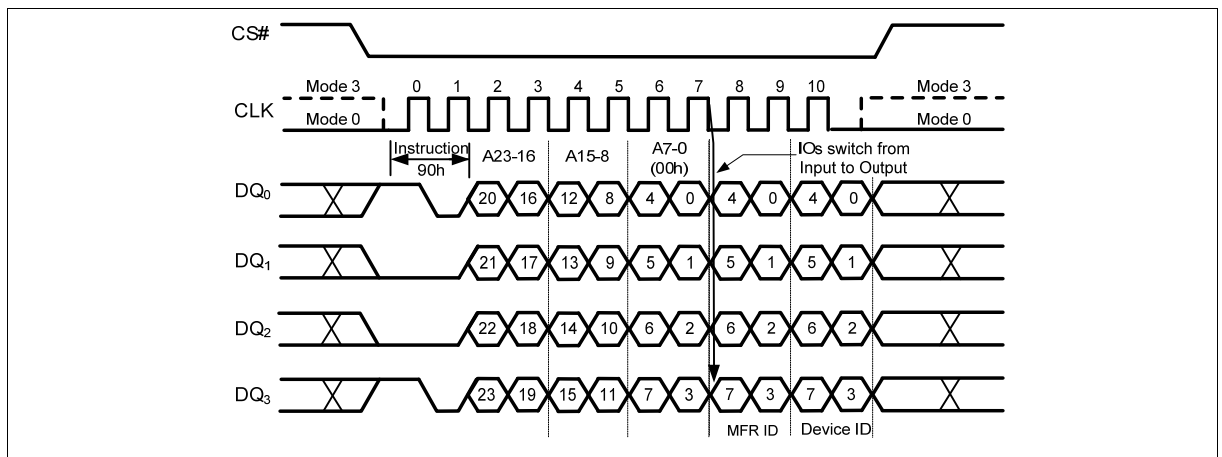 CS#
Mode 3 0 1 2 3 4 5 6 7 8 9 10 Mode 3
CLK
Mode 0 Mode 0
Instruction
90h
A23-16 A15-8 A7-0
(00h)
IOs switch from
Input to Output
DQ0 20 16 12 8 4 0 4 0 4 0
DQ1 21 17 13 9 5 1 5 1 5 1
DQ2 22 18 14 10 6 2 6 2 6 2
DQ3 23 19 15 11 7 3 7 3 7 3
MFR ID Device ID